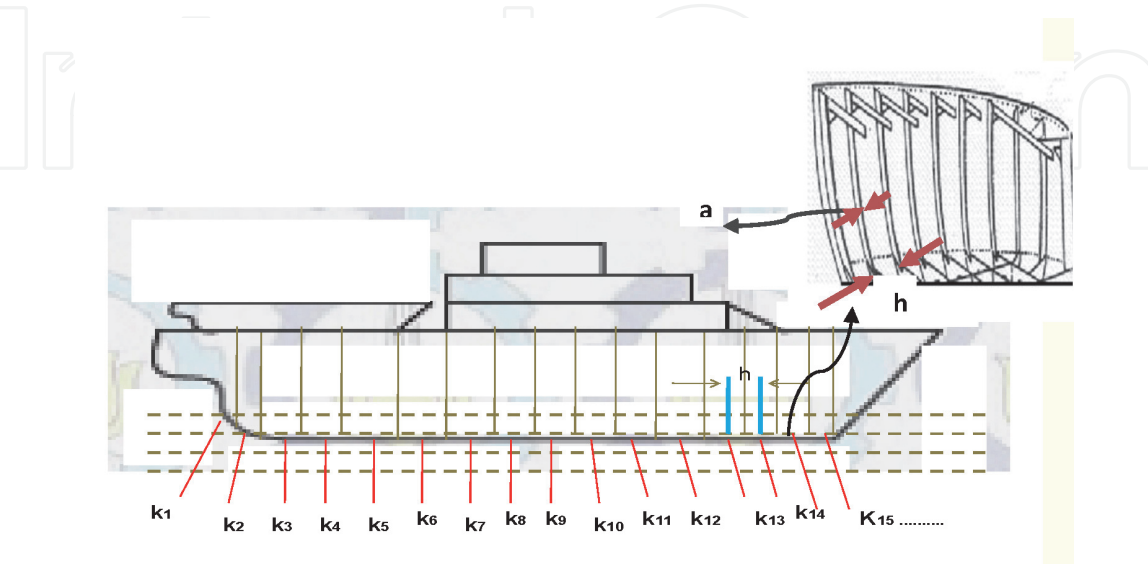 a
h
h
k1
k2
k3
k4
k5
k6
k7
k8
k9
k10
k11
k12
k13
k14
K15 ..........